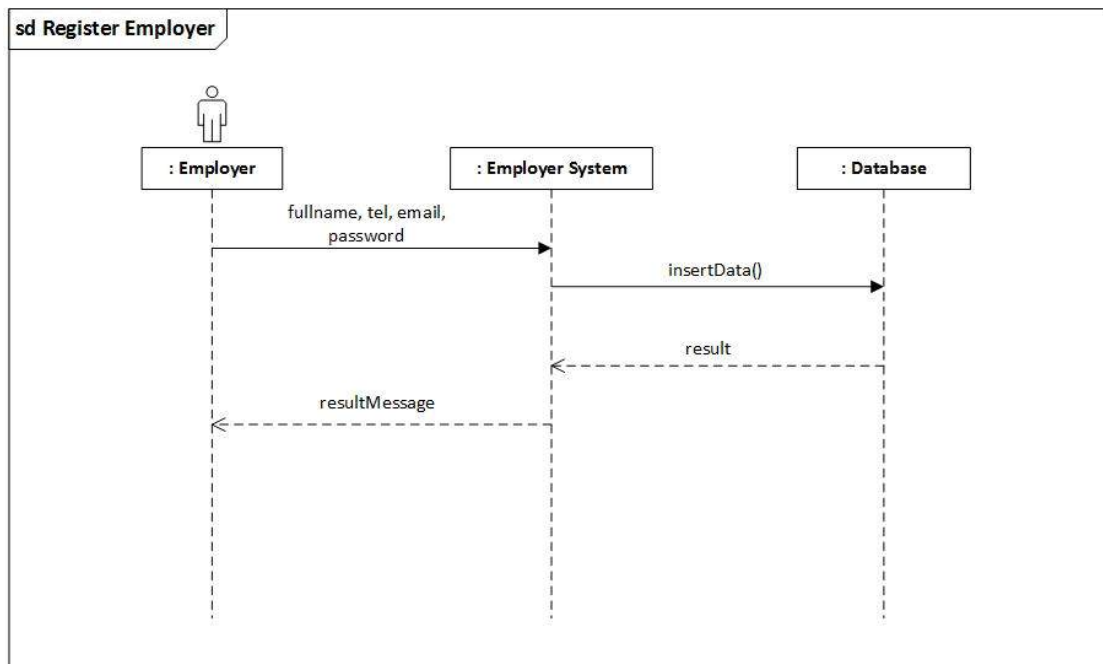 sd Register Employer
: Employer
: Employer System
: Database
fullname, tel, email,
password
insertData()
result
resultMessage